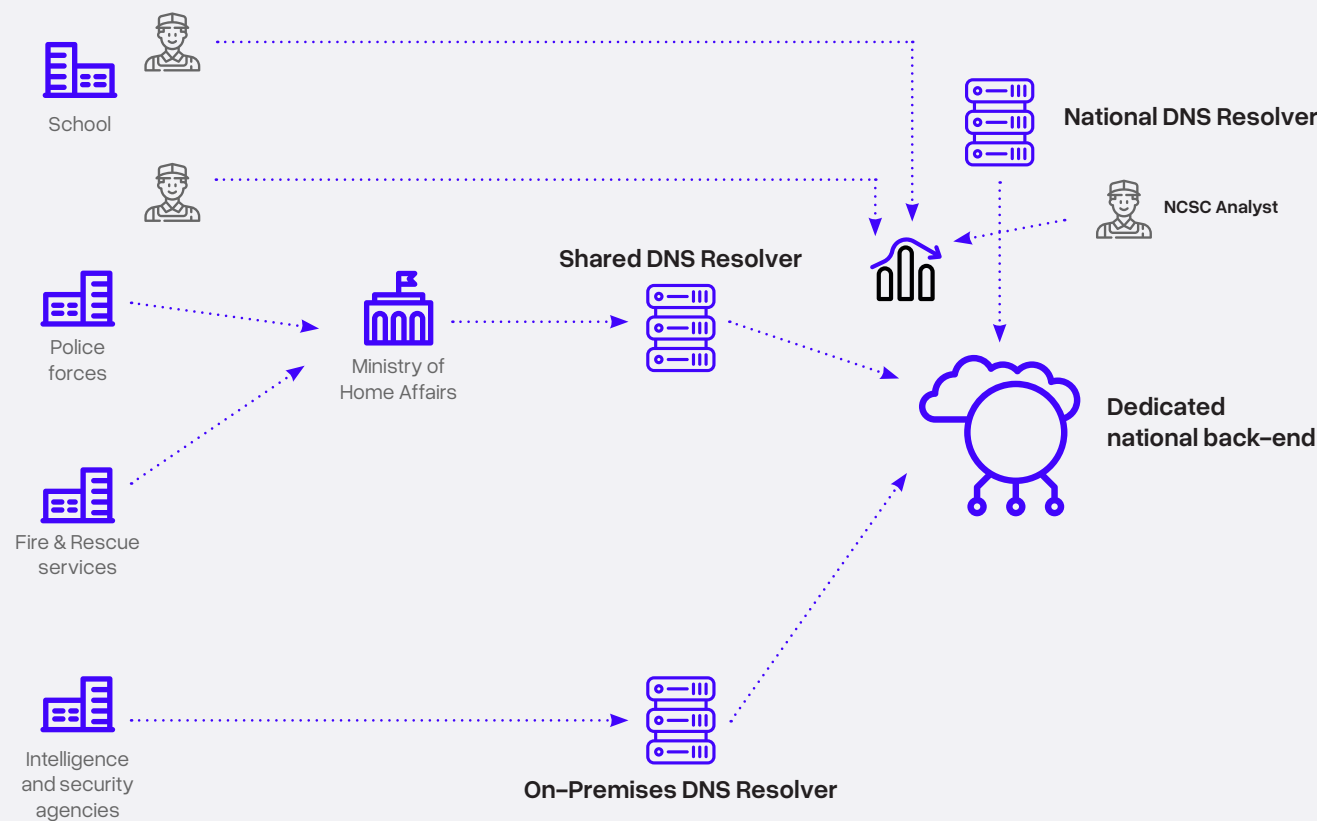 School
National DNS Resolver
NCSC Analyst
Shared DNS Resolver
Police
forces
Ministry of
Home Affairs
Dedicated
national back-end
Fire & Rescue
services
Intelligence
and security
agencies
On-Premises DNS Resolver